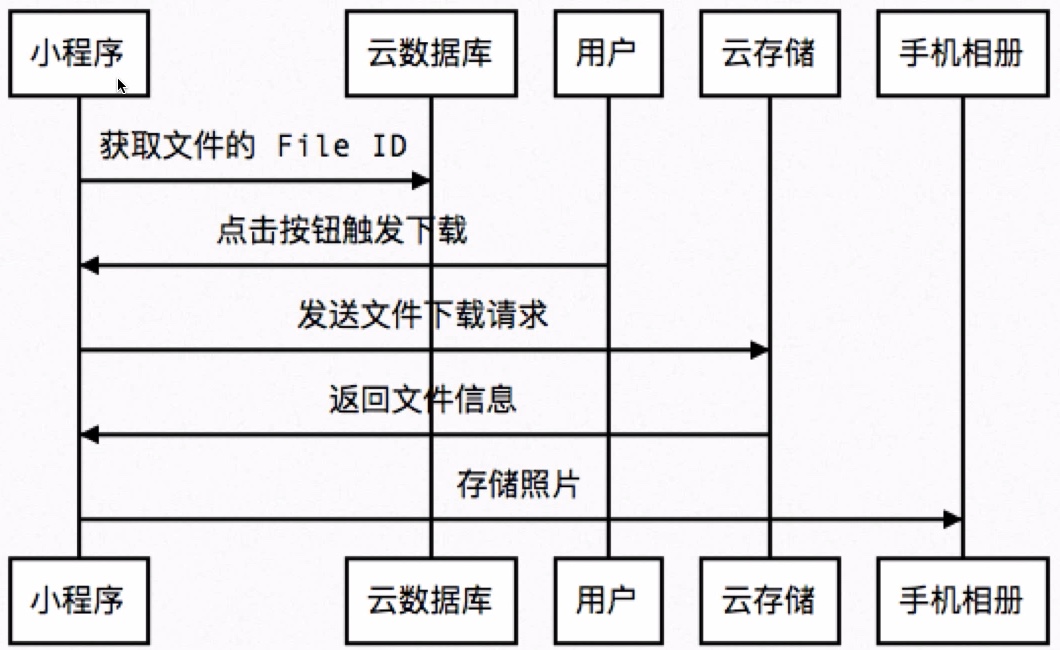 小程序 云数据库 用户 云存储 手机相册
获取文件的 File ID
点击按钮触发下载
发送文件下载请求
返回文件信息
存储照片
小程序 云数据库 用户 云存储 手机相册